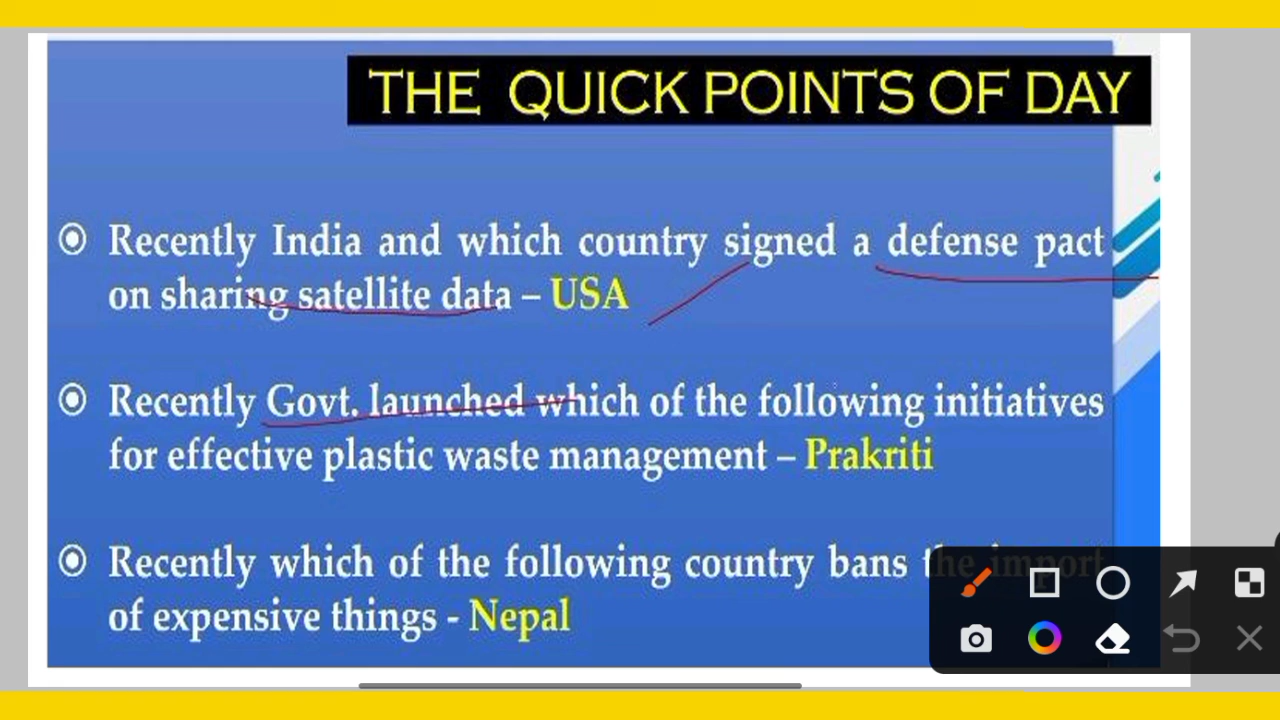 THE QUICK POINTS OF DAY
Recently India and which country signed a defense pact
on sharing satellite data – USA
Recently Govt. launched which of the following initiatives
for effective plastic waste management – Prakriti
Recently which of the following country bans the import
of expensive things - Nepal